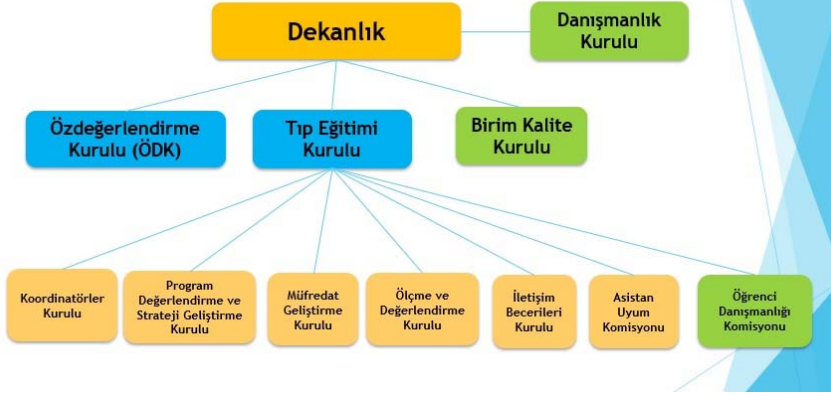 Dekanlık
Danışmanlık
Kurulu
Özdeğerlendirme
Kurulu (ÖDK)
Tıp Eğitimi
Kurulu
Birim Kalite
Kurulu
Koordinatörler
Kurulu
Program
Değerlendirme ve
Strateji Geliştirme
Kurulu
Müfredat
Geliştirme
Kurulu
Ölçme ve
Değerlendirme
Kurulu
İletişim
Becerileri
Kurulu
Asistan
Uyum
Komisyonu
Öğrenci
Danışmanlığı
Komisyonu